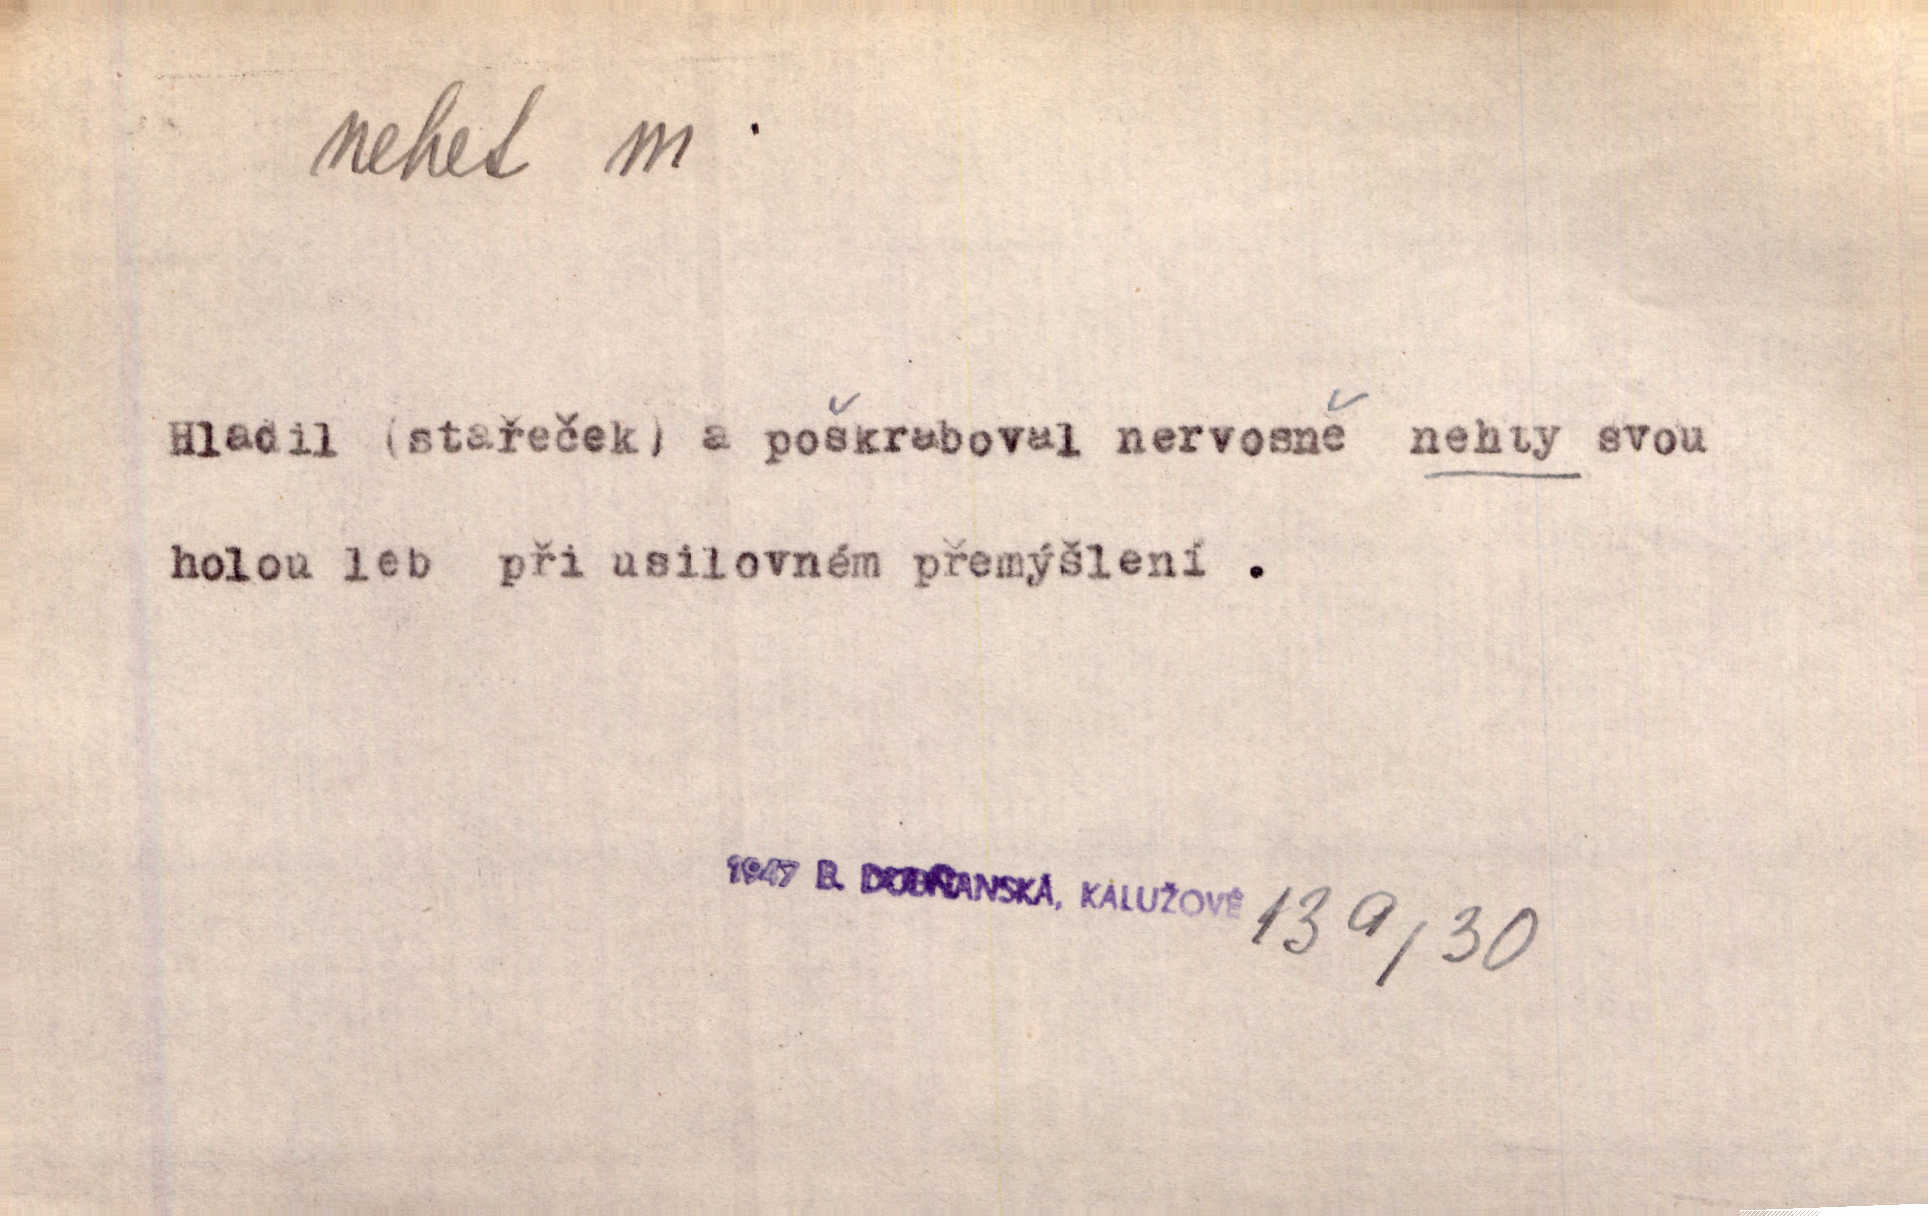 nehet m.
Hladil (stařeček) a poškraboval nervosně nehty svou
holou leb při usilovném přemýšlení .
1947 B. DOBŘANSKÁ, KALUŽOVÉ 139/30